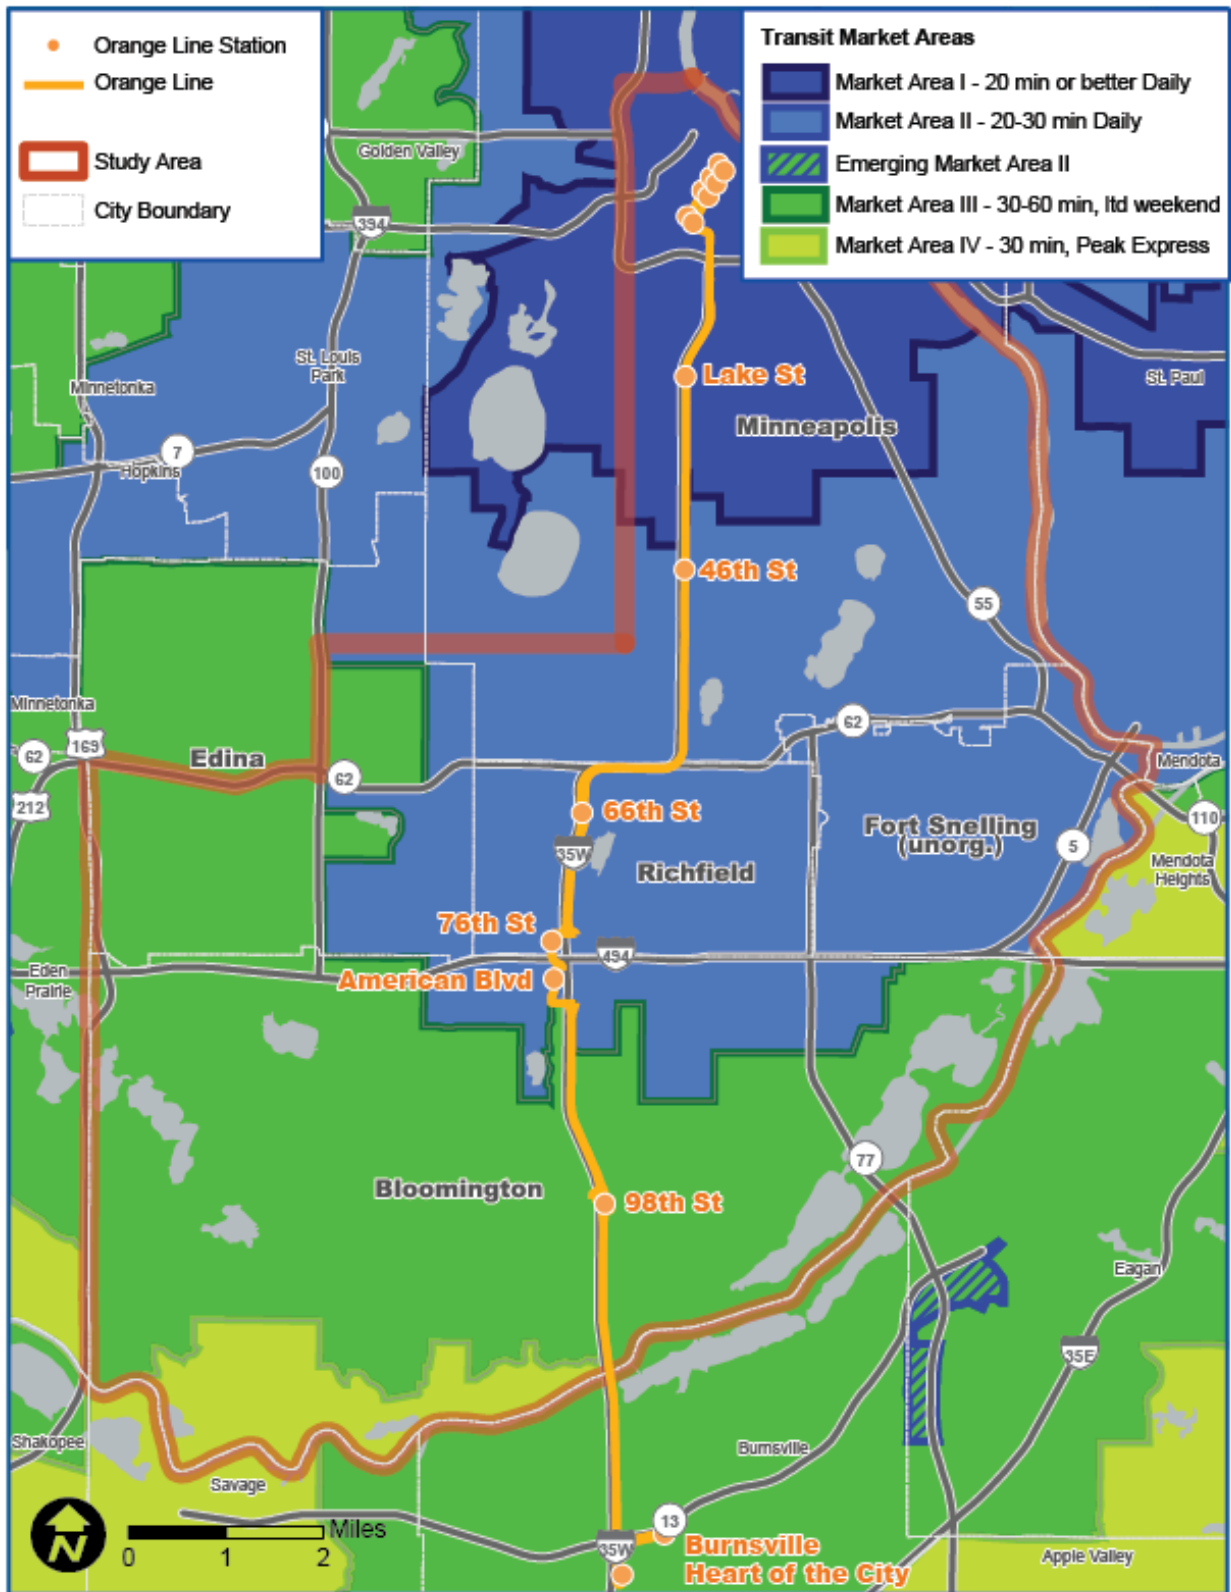 Orange Line Station
Orange Line
Study Area
City Boundary
Transit Market Areas
Market Area I - 20 min or better Daily
Market Area II - 20-30 min Daily
Emerging Market Area II
Market Area III - 30-60 min, ltd weekend
Market Area IV - 30 min, Peak Express
Golden Valley
394
St. Louis
Park
Minnetonka
Lake St
St. Paul
Minneapolis
7
Hopkins
100
46th St
55
Minnetonka
169
62
Edina
62
62
212
Mendota
66th St
110
Fort Snelling
(unorg.)
5
35W
Richfield
Mendota
Heights
76th St
494
Eden
Prairie
American Blvd
77
Bloomington
98th St
Eagan
35E
Shakopee
Savage
Burnsville
N
Miles
0 1 2
13
35W
Burnsville
Heart of the City
Apple Valley